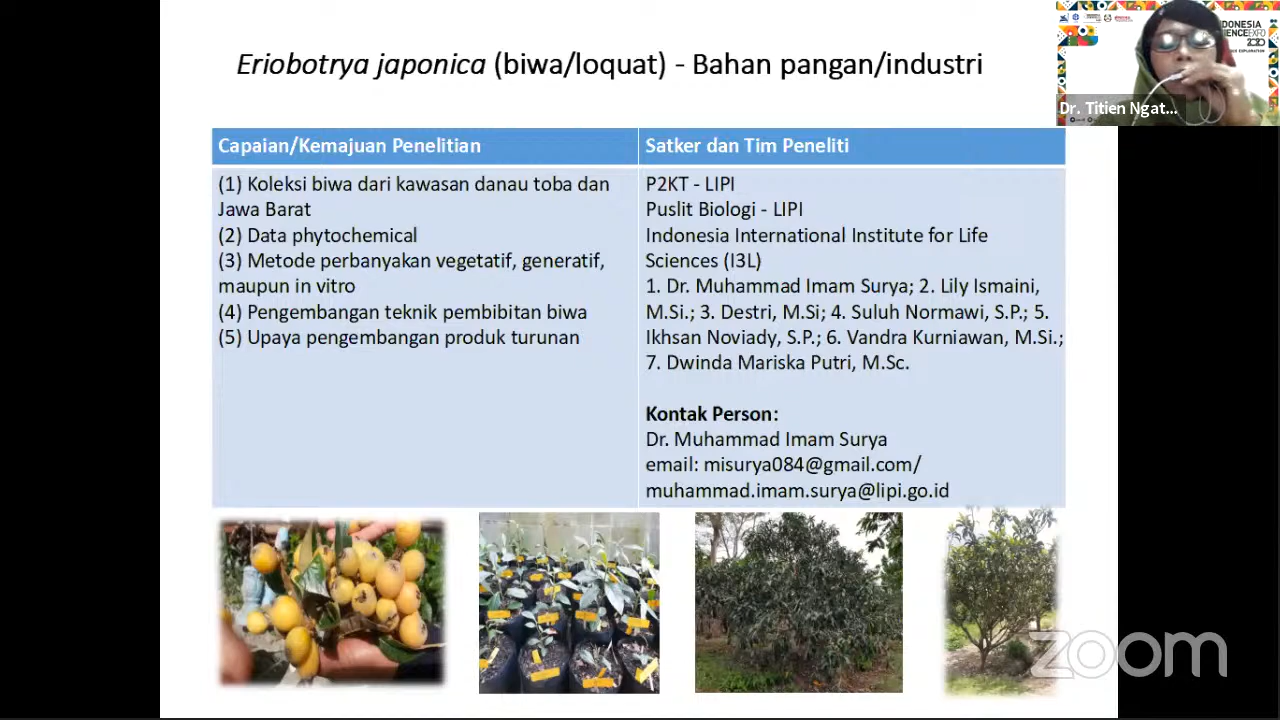 Eriobotrya japonica (biwa/loquat) - Bahan pangan/industri
Dr. Titien Ngat...
Capaian/Kemajuan Penelitian
(1) Koleksi biwa dari kawasan danau toba dan
Jawa Barat
(2) Data phytochemical
(3) Metode perbanyakan vegetatif, generatif,
maupun in vitro
(4) Pengembangan teknik pembibitan biwa
(5) Upaya pengembangan produk turunan
Satker dan Tim Peneliti
P2KT - LIPI
Puslit Biologi - LIPI
Indonesia International Institute for Life
Sciences (I3L)
1. Dr. Muhammad Imam Surya; 2. Lily Ismaini,
M.Si.; 3. Destri, M.Si; 4. Suluh Normawi, S.P.; 5.
Ikhsan Noviady, S.P.; 6. Vandra Kurniawan, M.Si.;
7. Dwinda Mariska Putri, M.Sc.
Kontak Person:
Dr. Muhammad Imam Surya
email: misurya084@gmail.com/
muhammad.imam.surya@lipi.go.id
zoom